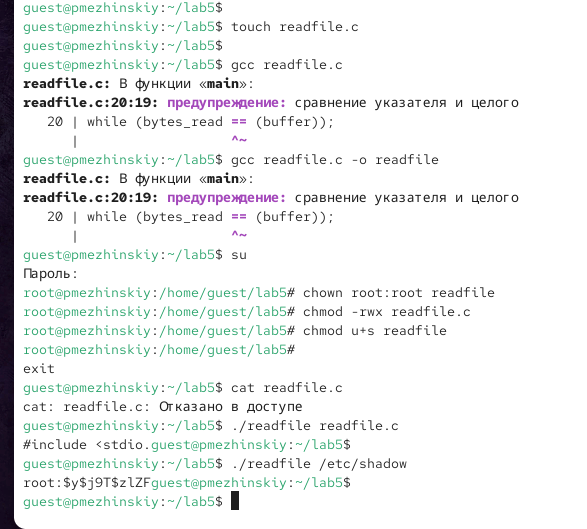 guest@pmezhinskiy:~/lab5$
guest@pmezhinskiy:~/lab5$ touch readfile.c
guest@pmezhinskiy:~/lab5$
guest@pmezhinskiy:~/lab5$ gcc readfile.c
readfile.c: В функции «main»:
readfile.c:20:19: предупреждение: сравнение указателя и целого
20 | while (bytes_read == (buffer));
| ^~
guest@pmezhinskiy:~/lab5$ gcc readfile.c -o readfile
readfile.c: В функции «main»:
readfile.c:20:19: предупреждение: сравнение указателя и целого
20 | while (bytes_read == (buffer));
| ^~
guest@pmezhinskiy:~/lab5$ su
Пароль:
root@pmezhinskiy:/home/guest/lab5# chown root:root readfile
root@pmezhinskiy:/home/guest/lab5# chmod -rwx readfile.c
root@pmezhinskiy:/home/guest/lab5# chmod u+s readfile
root@pmezhinskiy:/home/guest/lab5#
exit
guest@pmezhinskiy:~/lab5$ cat readfile.c
cat: readfile.c: Отказано в доступе
guest@pmezhinskiy:~/lab5$ ./readfile readfile.c
#include <stdio.guest@pmezhinskiy:~/lab5$
guest@pmezhinskiy:~/lab5$ ./readfile /etc/shadow
root:$y$j9T$zlZFguest@pmezhinskiy:~/lab5$
guest@pmezhinskiy:~/lab5$